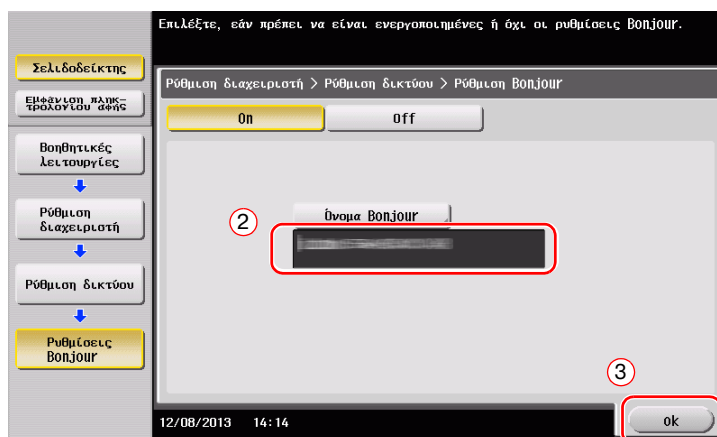 Επιλέξτε, εάν πρέπει να είναι ενεργοποιημένες ή όχι οι ρυθμίσεις Bonjour.
Σελιδοδείκτης
Εμφάνιση πληκ-
τρολογίου αφής
Βοηθητικές
λειτουργίες
Ρύθμιση
διαχειριστή
Ρύθμιση δικτύου
Ρυθμίσεις
Bonjour
Ρύθμιση διαχειριστή > Ρύθμιση δικτύου > Ρύθμιση Bonjour
On
Off
2
Όνομα Bonjour
3
12/08/2013 14:14
ok